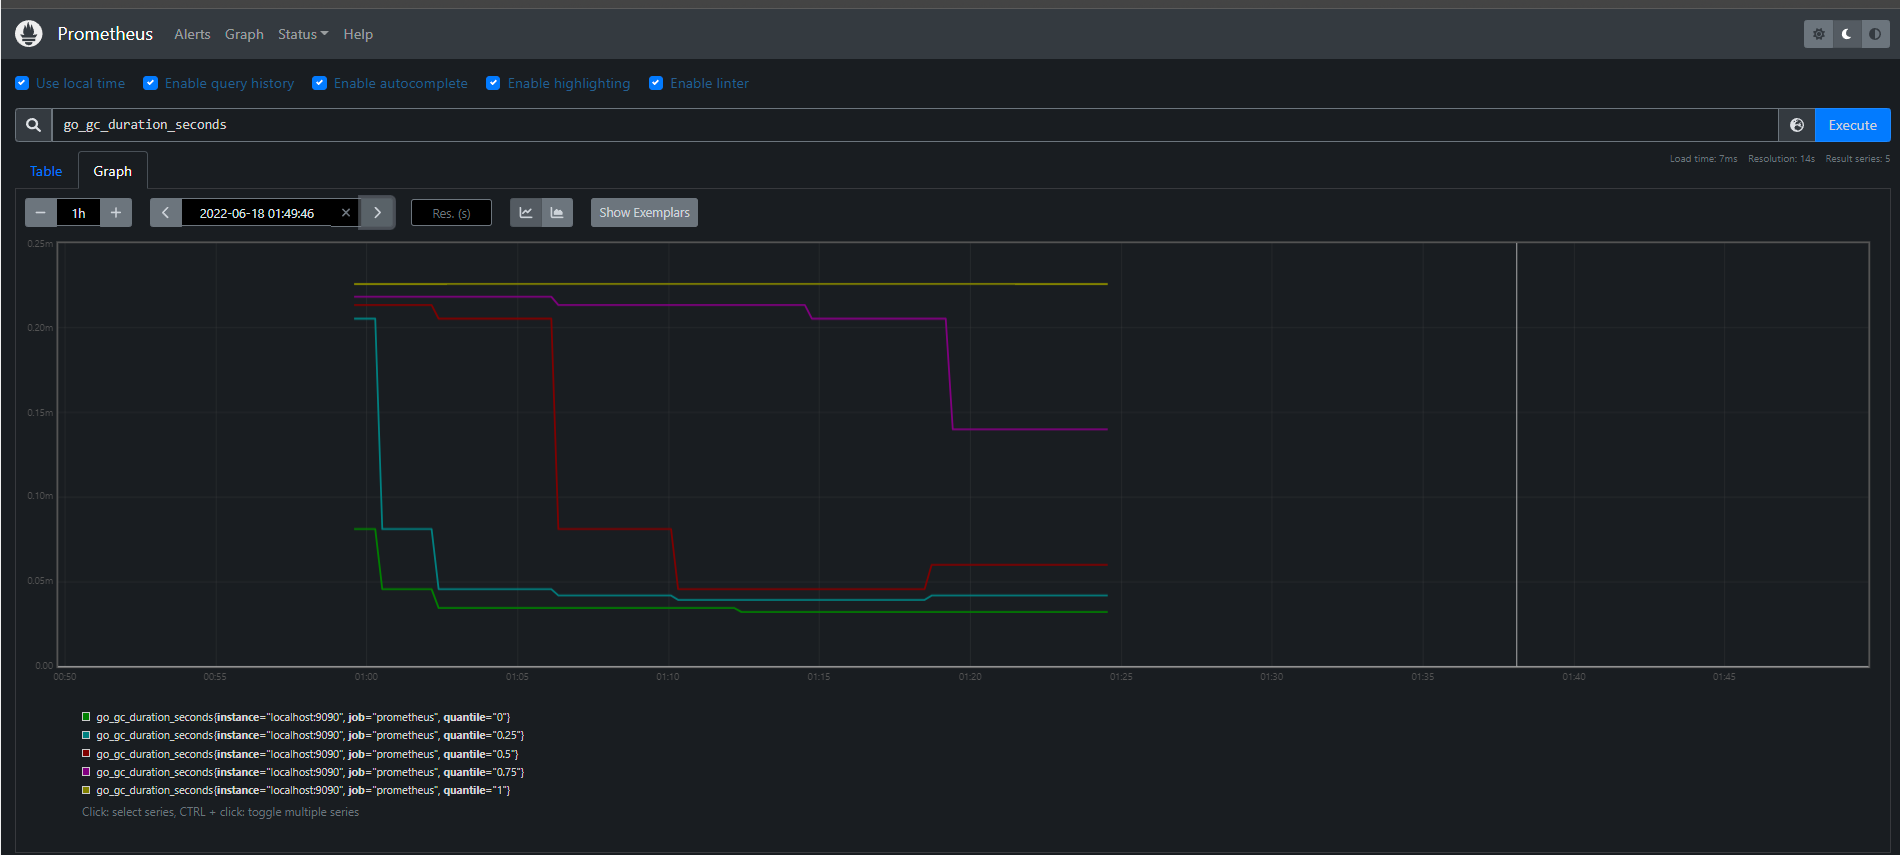 Prometheus Alerts Graph Status Help
Use local time Enable query history Enable autocomplete Enable highlighting Enable linter
go_gc_duration_seconds Execute
Load time: 7ms Resolution: 14s Result series: 5
Table Graph
1h 2022-06-18 01:49:46 Res. (s) Show Exemplars
0.25m
0.20m
0.15m
0.10m
0.05m
0.00
00:50 00:55 01:00 01:05 01:10 01:15 01:20 01:25 01:30 01:35 01:40 01:45
go_gc_duration_seconds{instance="localhost:9090", job="prometheus", quantile="0"}
go_gc_duration_seconds{instance="localhost:9090", job="prometheus", quantile="0.25"}
go_gc_duration_seconds{instance="localhost:9090", job="prometheus", quantile="0.5"}
go_gc_duration_seconds{instance="localhost:9090", job="prometheus", quantile="0.75"}
go_gc_duration_seconds{instance="localhost:9090", job="prometheus", quantile="1"}
Click: select series, CTRL + click: toggle multiple series